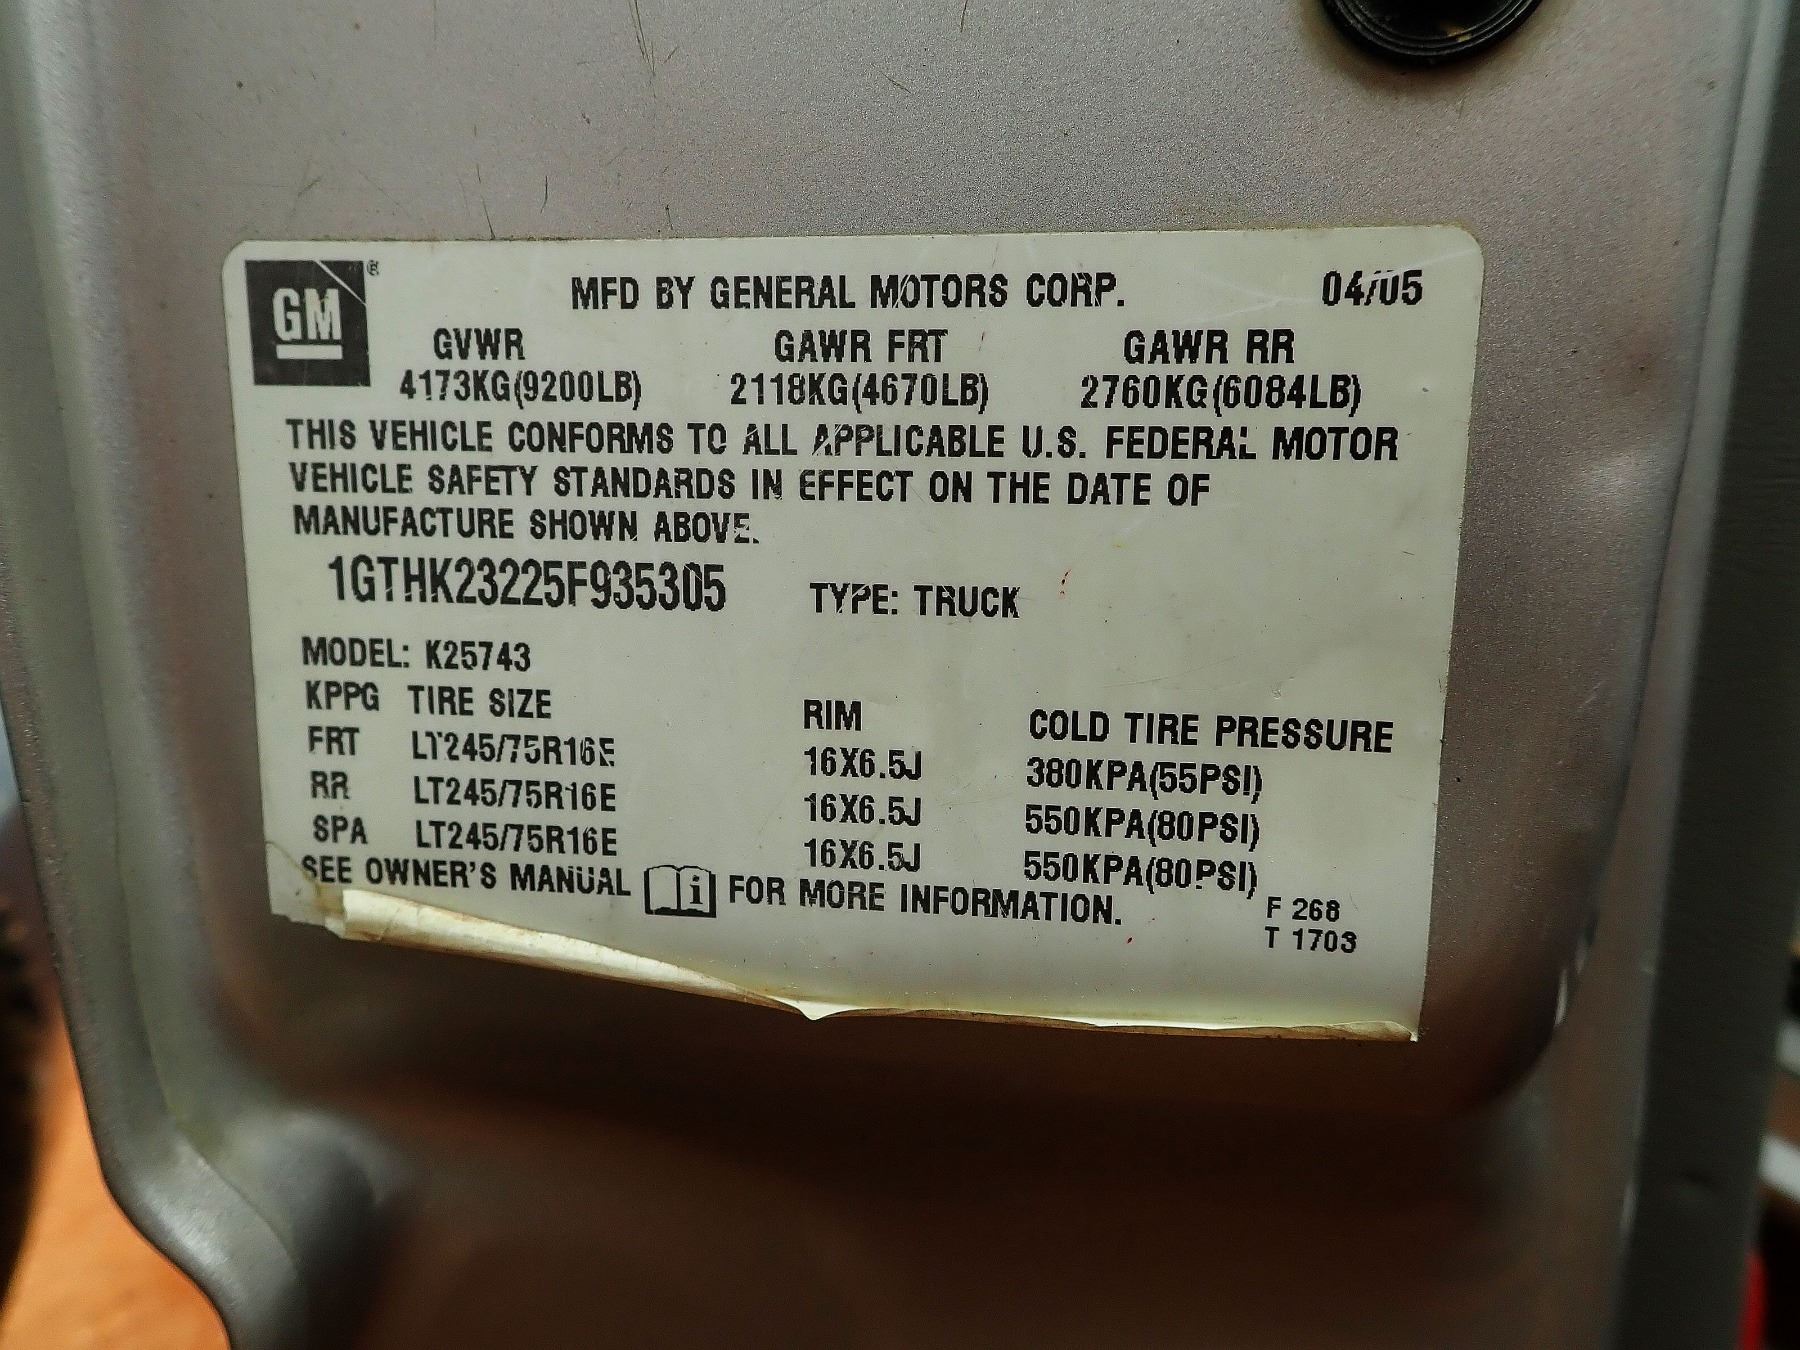 GM ®
MFD BY GENERAL MOTORS CORP. 04/05
GVWR GAWR FRT GAWR RR
4173KG(9200LB) 2118KG(4670LB) 2760KG(6084LB)
THIS VEHICLE CONFORMS TO ALL APPLICABLE U.S. FEDERAL MOTOR
VEHICLE SAFETY STANDARDS IN EFFECT ON THE DATE OF
MANUFACTURE SHOWN ABOVE.
1GTHK23225F935305 TYPE: TRUCK
MODEL: K25743
KPPG TIRE SIZE RIM COLD TIRE PRESSURE
FRT LT245/75R16E 16X6.5J 380KPA(55PSI)
RR LT245/75R16E 16X6.5J 550KPA(80PSI)
SPA LT245/75R16E 16X6.5J 550KPA(80PSI)
SEE OWNER'S MANUAL i FOR MORE INFORMATION.
F 268
T 1703